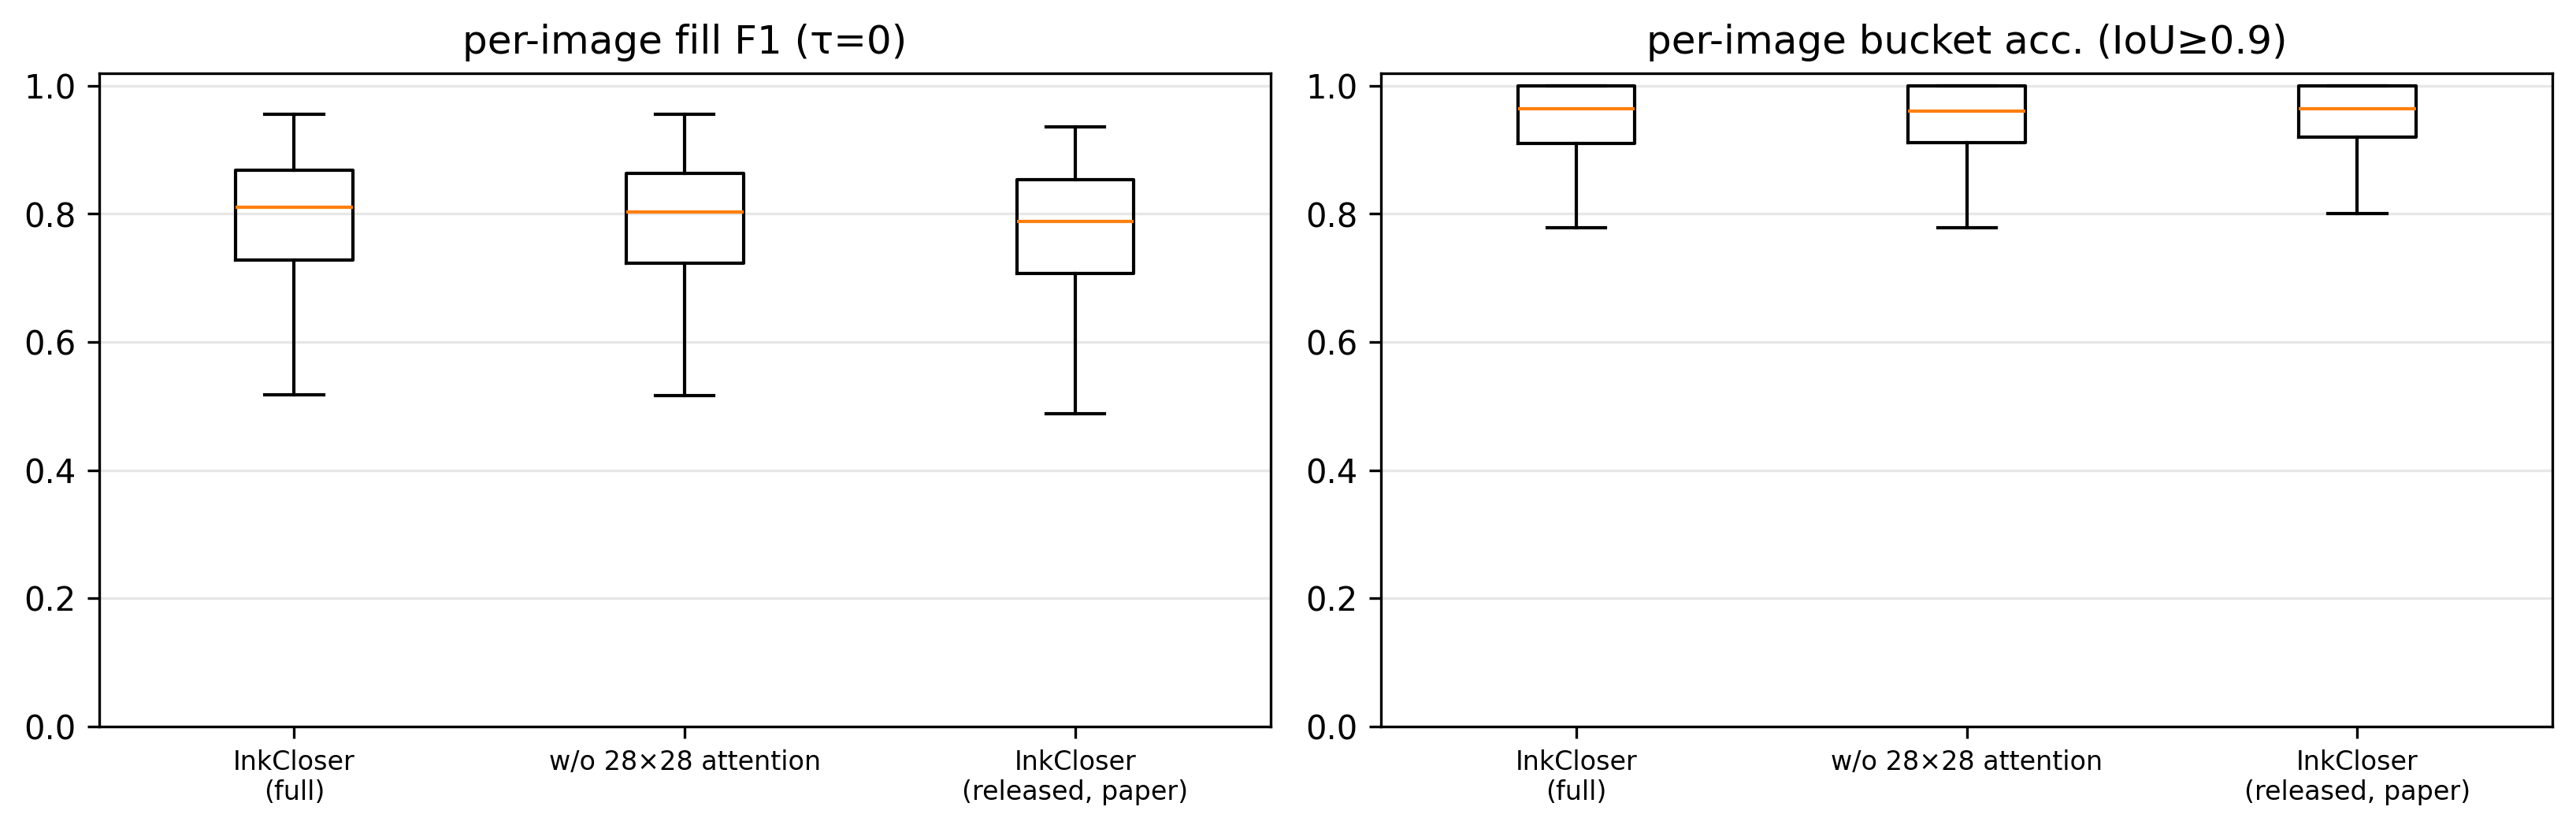 per-image fill F1 (τ=0)
1.0
0.8
0.6
0.4
0.2
0.0
InkCloser
(full)
w/o 28×28 attention
InkCloser
(released, paper)
per-image bucket acc. (IoU≥0.9)
1.0
0.8
0.6
0.4
0.2
0.0
InkCloser
(full)
w/o 28×28 attention
InkCloser
(released, paper)